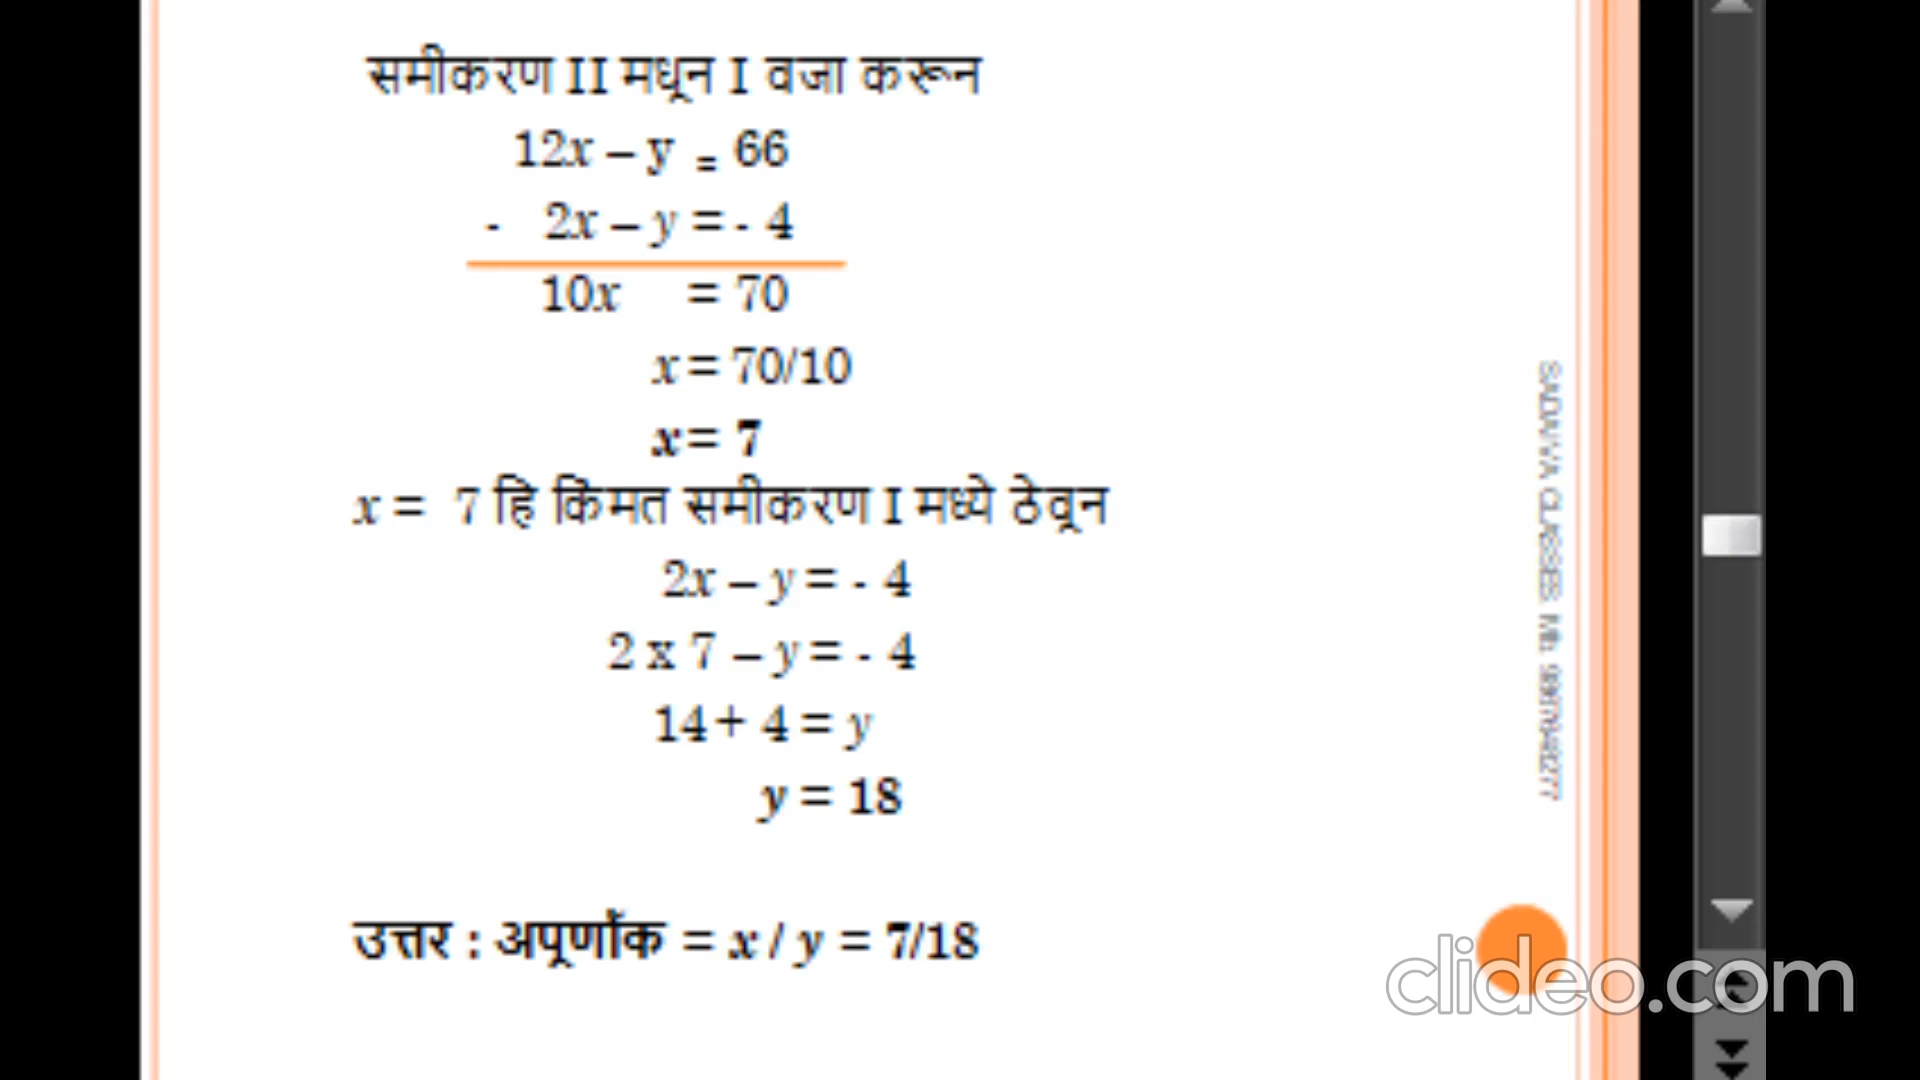 समीकरण II मधून I वजा करून
12x – y = 66
- 2x – y = - 4
10x = 70
x = 70/10
x = 7
x = 7 हि किंमत समीकरण I मध्ये ठेवून
2x – y = - 4
2 x 7 – y = - 4
14 + 4 = y
y = 18
उत्तर : अपूर्णांक = x / y = 7/18
CLASSES
clideo.com